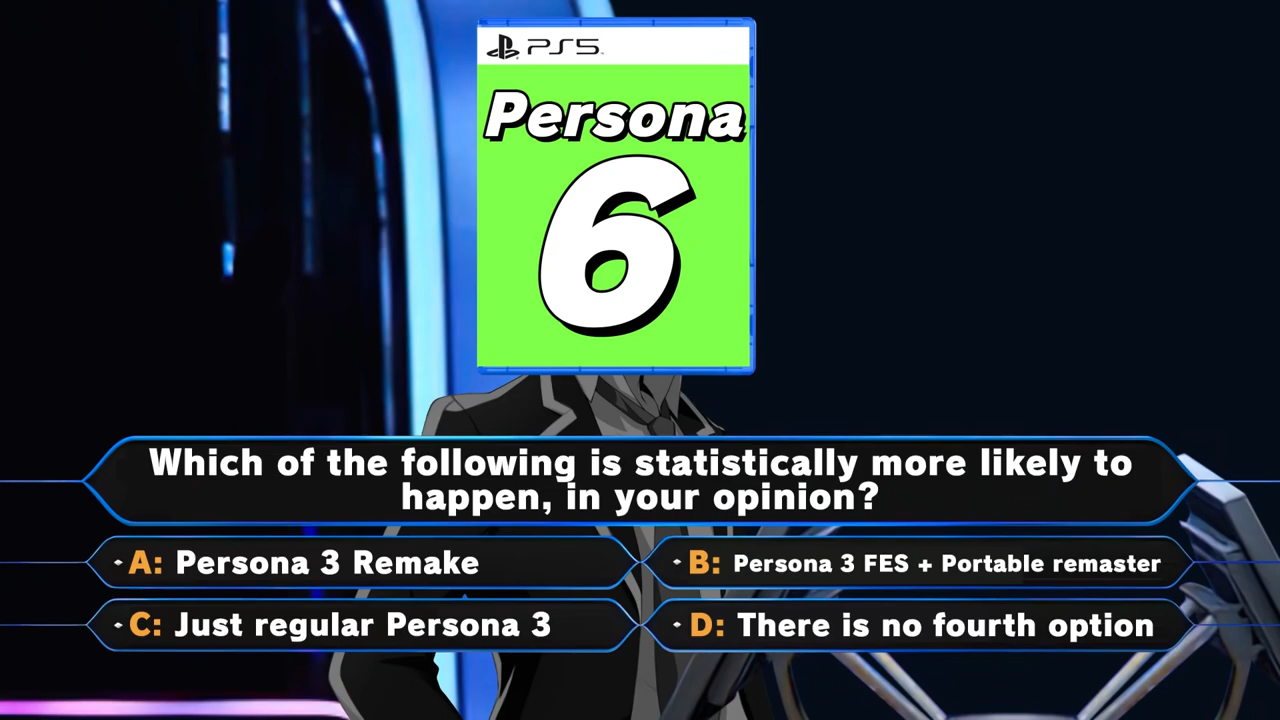 PS5
Persona
6
Which of the following is statistically more likely to
happen, in your opinion?
A: Persona 3 Remake
B: Persona 3 FES + Portable remaster
C: Just regular Persona 3
D: There is no fourth option